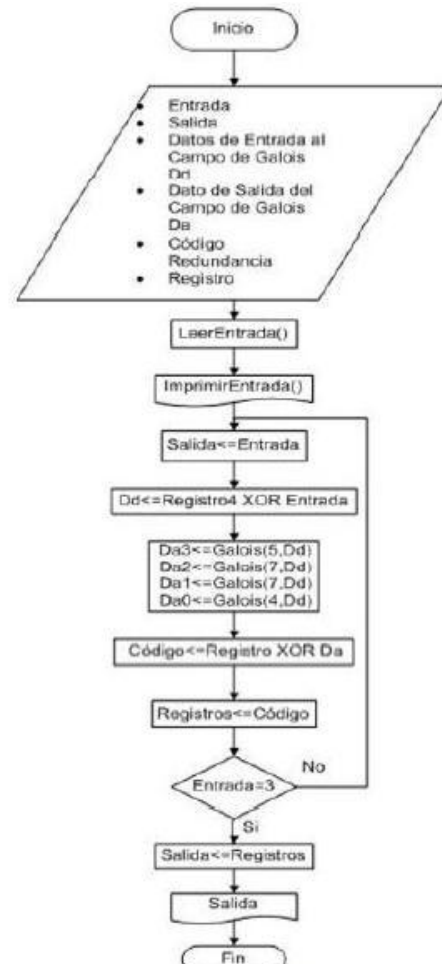 Inicio
Entrada
Salida
Datos de Entrada al
Campo de Galois
Dd
Dato de Salida del
Campo de Galois
Da
Código
Redundancia
Registro
LeerEntrada()
ImprimirEntrada()
Salida<=Entrada
Dd<=Registro4 XOR Entrada
Da3<=Galois(5,Dd)
Da2<=Galois(7,Dd)
Da1<=Galois(7,Dd)
Da0<=Galois(4,Dd)
Código<=Registro XOR Da
Registros<=Código
Entrada=3
No
Si
Salida<=Registros
Salida
Fin